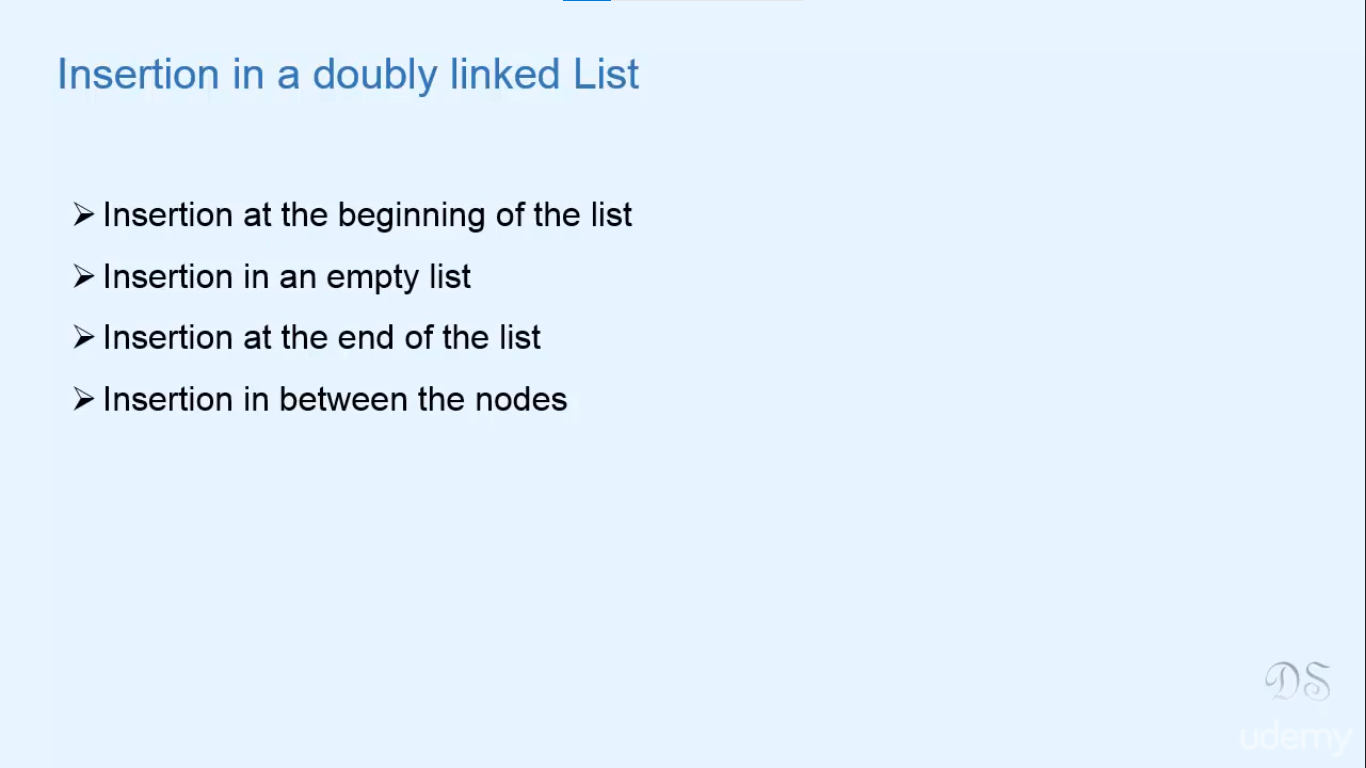 Insertion in a doubly linked List
➢ Insertion at the beginning of the list
➢ Insertion in an empty list
➢ Insertion at the end of the list
➢ Insertion in between the nodes
DS
udemy